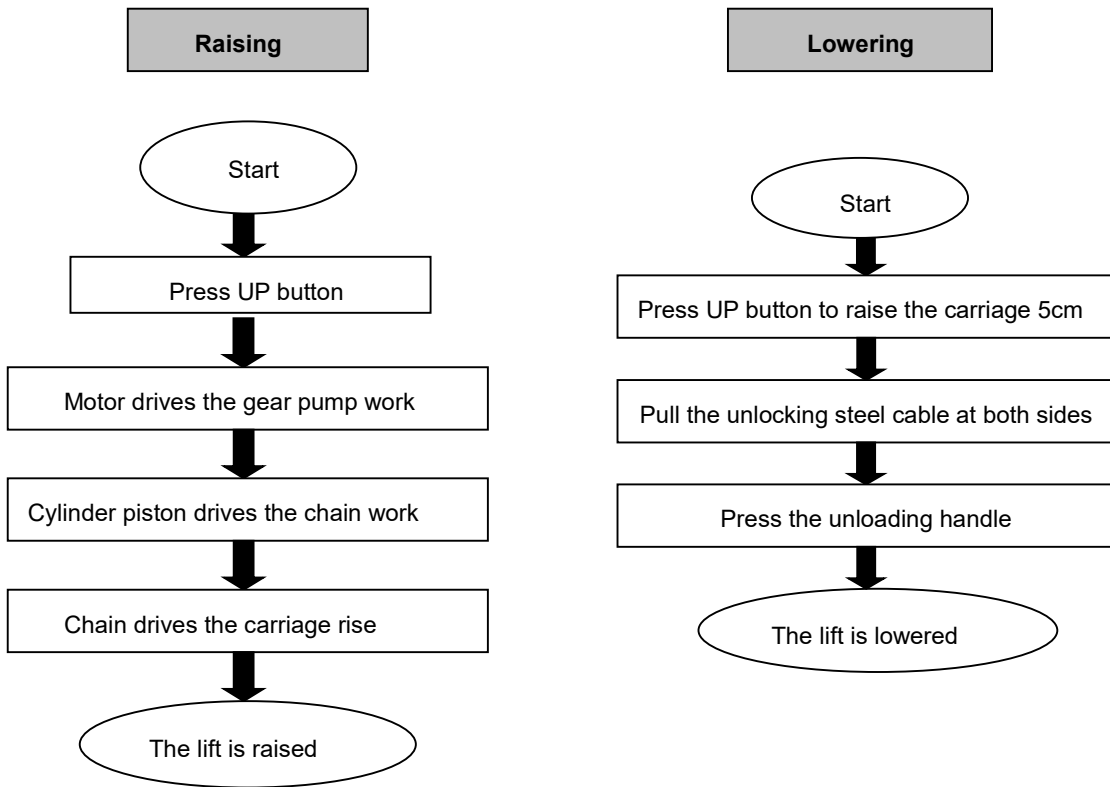 Raising
Start
Press UP button
Motor drives the gear pump work
Cylinder piston drives the chain work
Chain drives the carriage rise
The lift is raised
Lowering
Start
Press UP button to raise the carriage 5cm
Pull the unlocking steel cable at both sides
Press the unloading handle
The lift is lowered